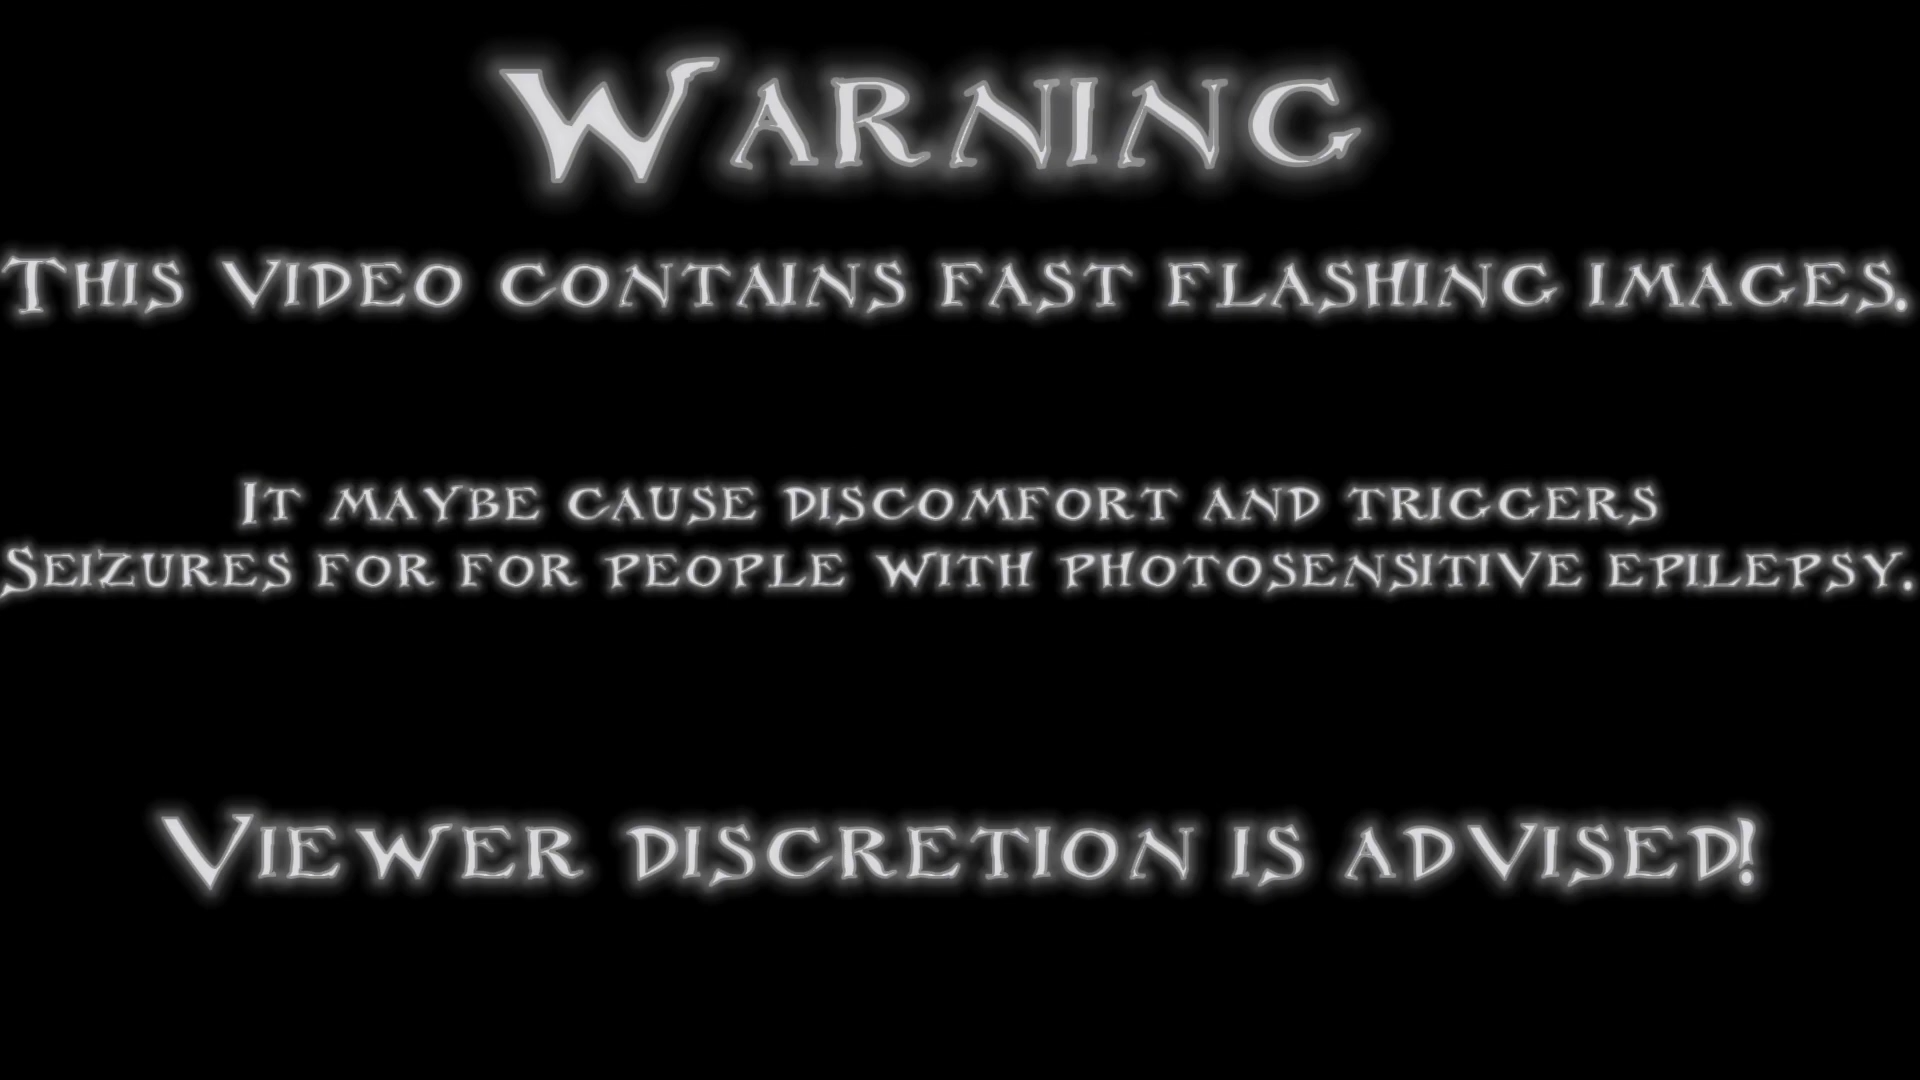 Warning
This video contains fast flashing images.
It maybe cause discomfort and triggers
Seizures for for people with photosensitive epilepsy.
Viewer discretion is advised!